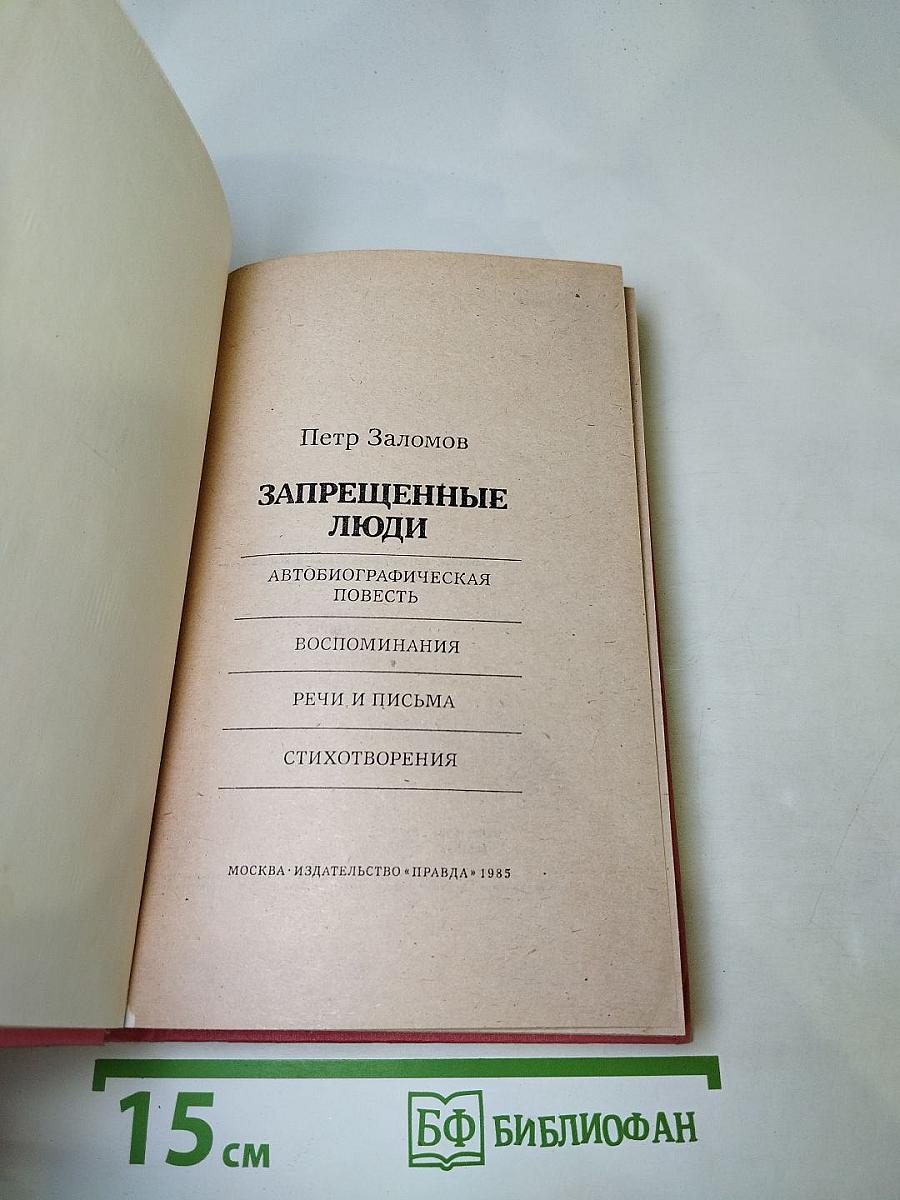 Петр Заломов
ЗАПРЕЩЕННЫЕ
ЛЮДИ
АВТОБИОГРАФИЧЕСКАЯ
ПОВЕСТЬ
ВОСПОМИНАНИЯ
РЕЧИ И ПИСЬМА
СТИХОТВОРЕНИЯ
МОСКВА · ИЗДАТЕЛЬСТВО «ПРАВДА» 1985
15 см
БФ БИБЛИОФАН